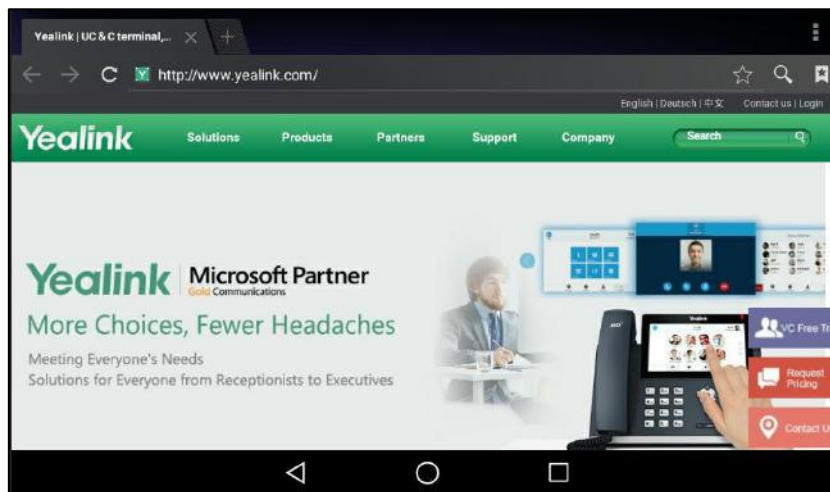 Yealink | UC & C terminal,...
http://www.yealink.com/
English | Deutsch | 中文 Contact us | Login
Yealink Solutions Products Partners Support Company Search
Yealink Microsoft Partner
Gold Communications
More Choices, Fewer Headaches
Meeting Everyone's Needs
Solutions for Everyone from Receptionists to Executives
Yealink
VC Free Tr
Request
Pricing
Contact U